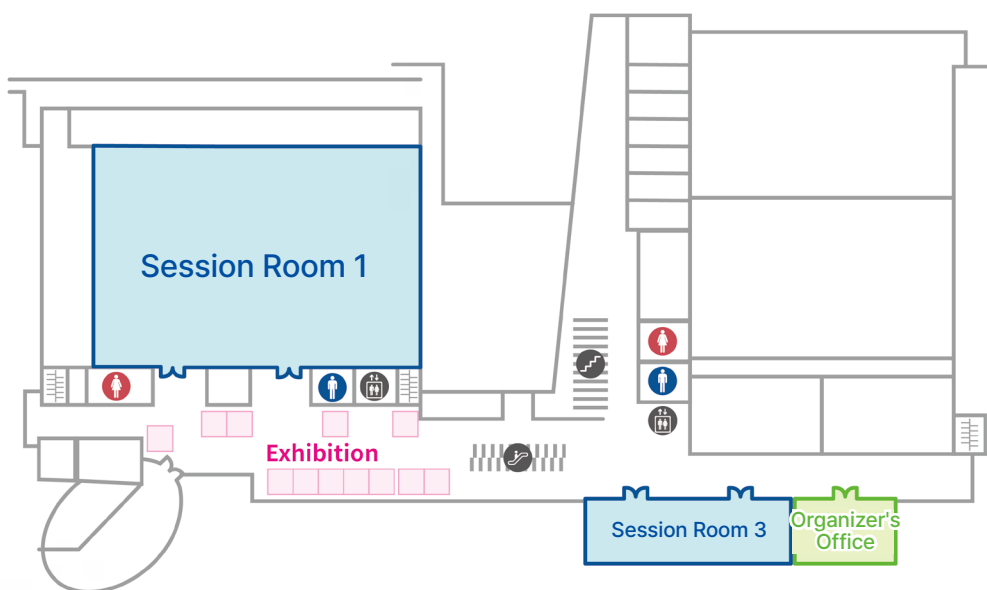 Session Room 1
Exhibition
Session Room 3
Organizer's
Office